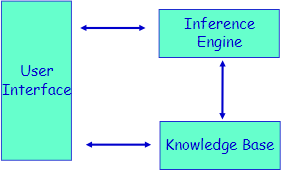 User
Interface
Inference
Engine
Knowledge Base